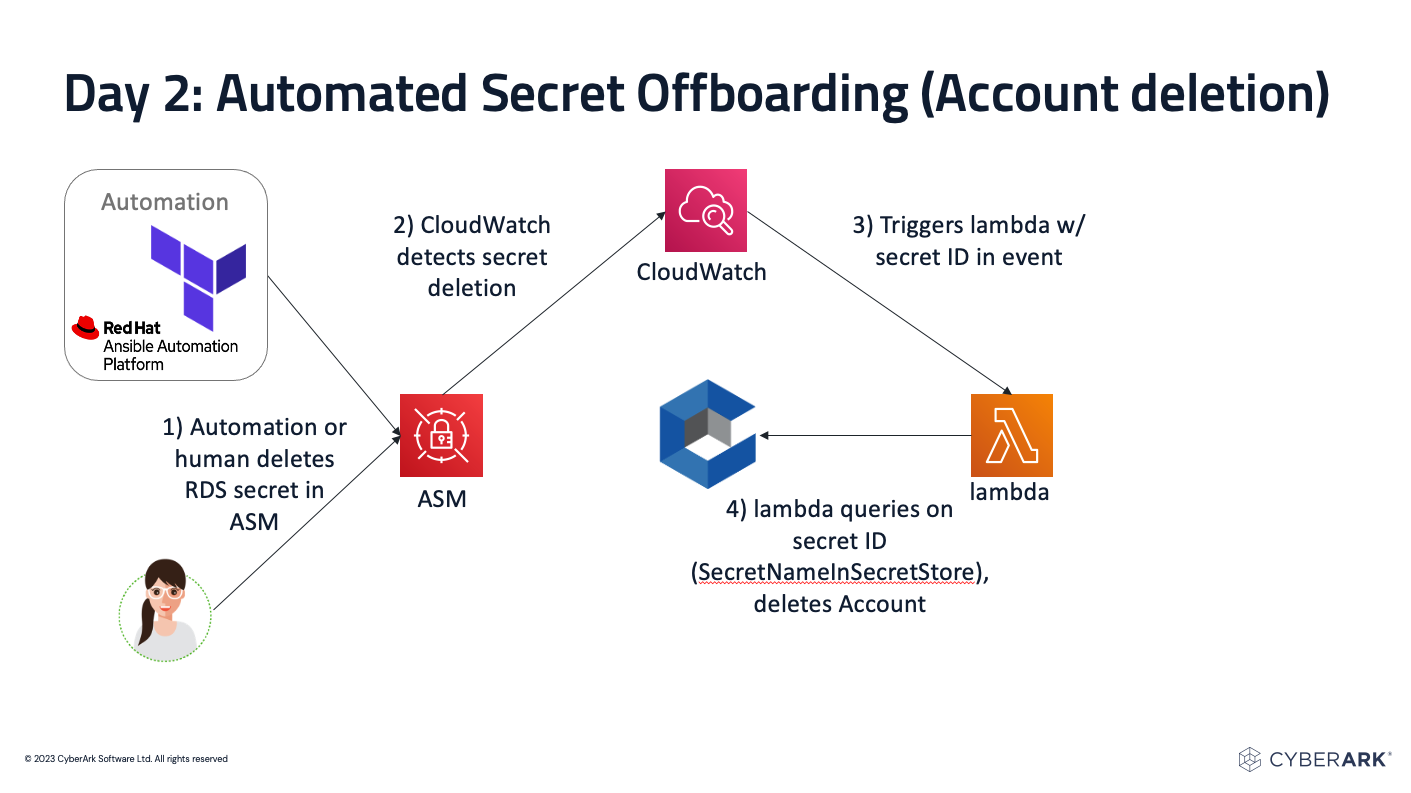 Day 2: Automated Secret Offboarding (Account deletion)
Automation
Red Hat
Ansible Automation
Platform
1) Automation or
human deletes
RDS secret in
ASM
ASM
2) CloudWatch
detects secret
deletion
CloudWatch
3) Triggers lambda w/
secret ID in event
lambda
4) lambda queries on
secret ID
(SecretNameInSecretStore),
deletes Account
© 2023 CyberArk Software Ltd. All rights reserved
CYBERARK®